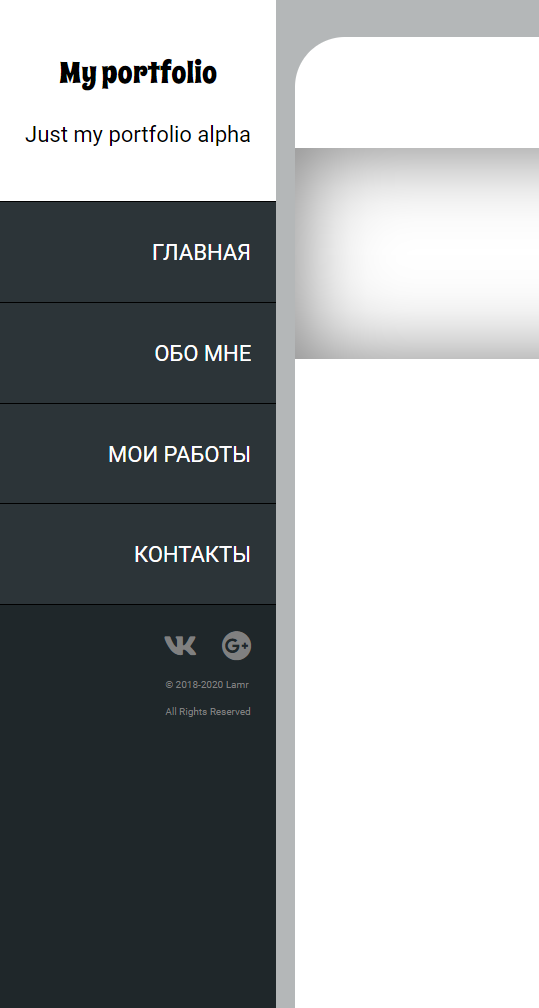 My portfolio
Just my portfolio alpha
ГЛАВНАЯ
ОБО МНЕ
МОИ РАБОТЫ
КОНТАКТЫ
G+
© 2018-2020 Lamr
All Rights Reserved